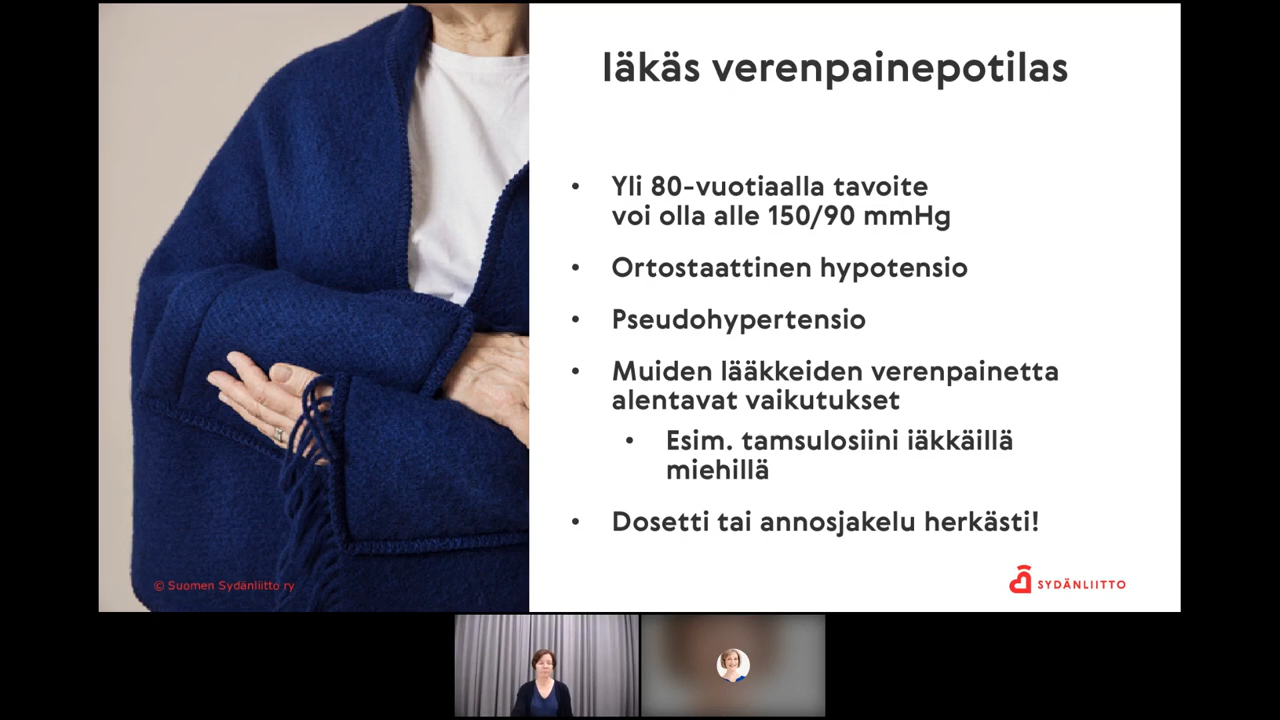 Iäkäs verenpainepotilas
• Yli 80-vuotiaalla tavoite
voi olla alle 150/90 mmHg
• Ortostaattinen hypotensio
• Pseudohypertensio
• Muiden lääkkeiden verenpainetta
alentavat vaikutukset
• Esim. tamsulosiini iäkkäillä
miehillä
• Dosetti tai annosjakelu herkästi!
© Suomen Sydänliitto ry
SYDÄNLIITTO